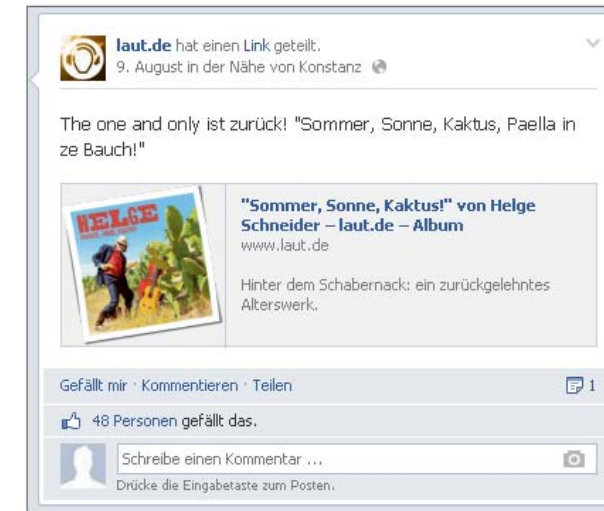 laut.de hat einen Link geteilt.
9. August in der Nähe von Konstanz
The one and only ist zurück! "Sommer, Sonne, Kaktus, Paella in
ze Bauch!"
HELGE
"Sommer, Sonne, Kaktus!" von Helge
Schneider – laut.de – Album
www.laut.de
Hinter dem Schabernack: ein zurückgelehntes
Alterswerk.
Gefällt mir · Kommentieren · Teilen 1
48 Personen gefällt das.
Schreibe einen Kommentar ...
Drücke die Eingabetaste zum Posten.